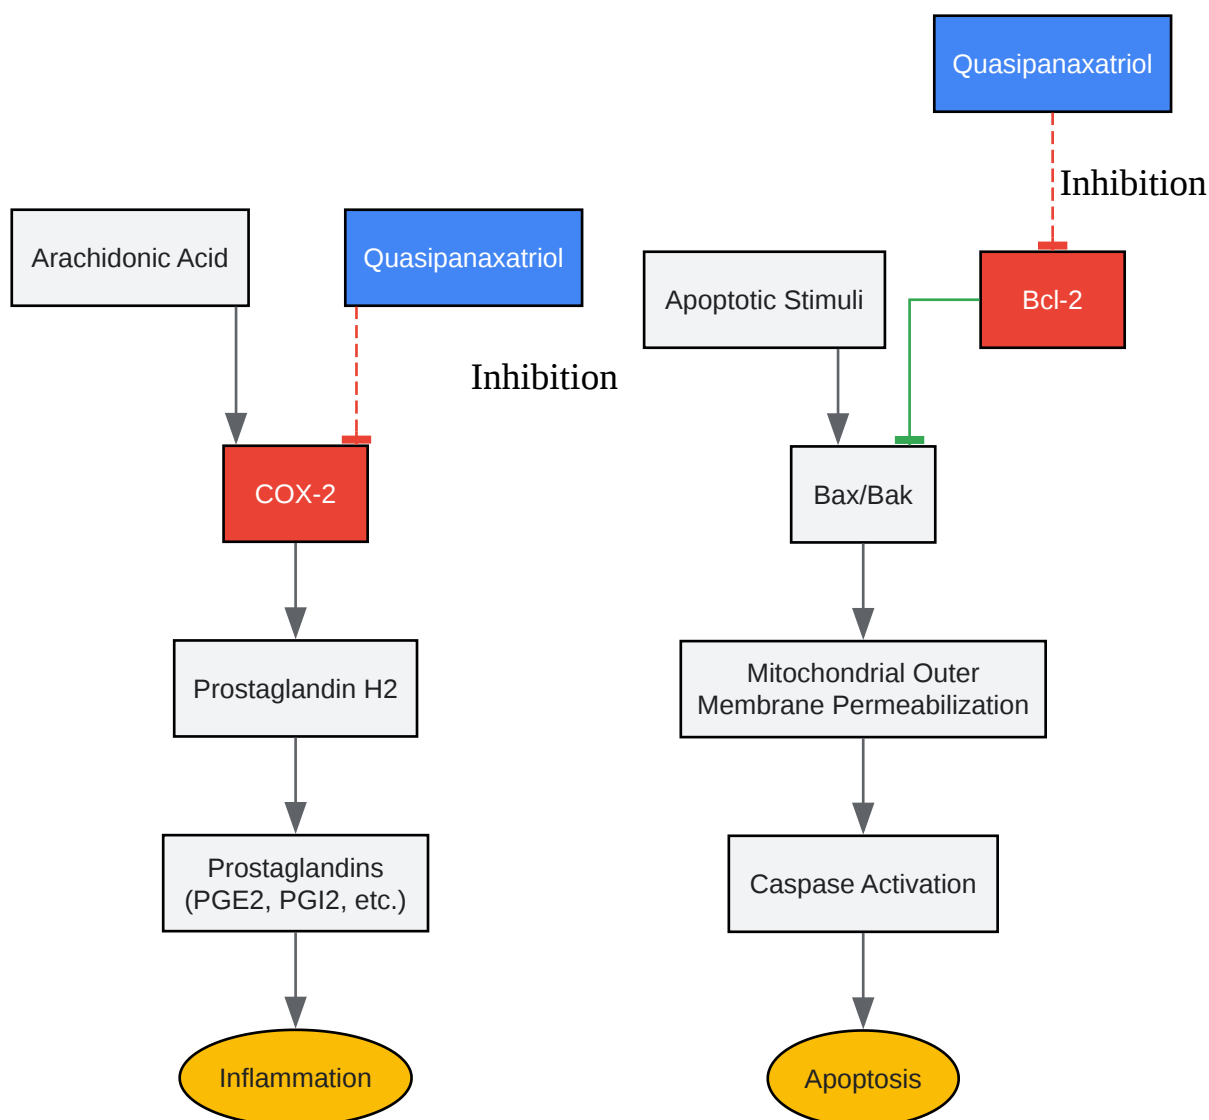 Quasipanaxatriol
Inhibition
Arachidonic Acid
Quasipanaxatriol
Apoptotic Stimuli
Bcl-2
Inhibition
COX-2
Bax/Bak
Prostaglandin H2
Mitochondrial Outer
Membrane Permeabilization
Prostaglandins
(PGE2, PGI2, etc.)
Caspase Activation
Inflammation
Apoptosis